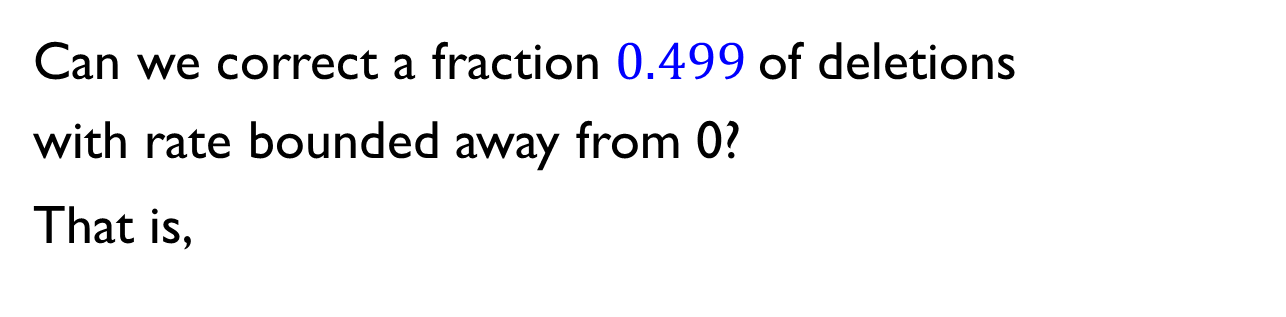 Can we correct a fraction 0.499 of deletions
with rate bounded away from 0?
That is,